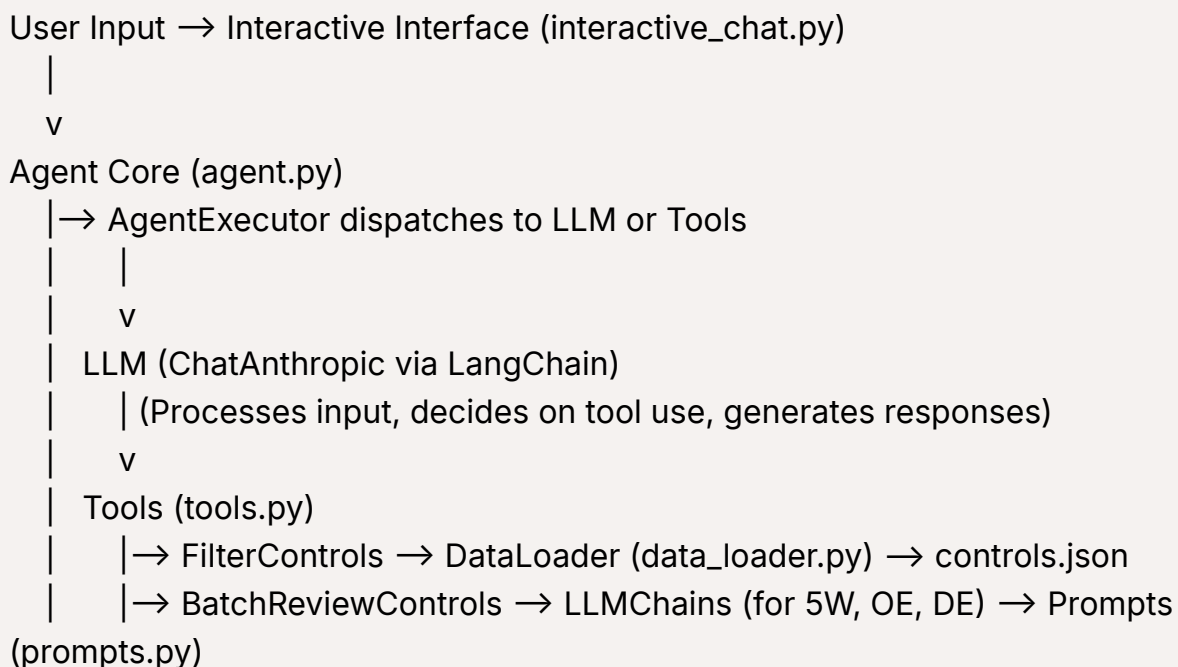 User Input —> Interactive Interface (interactive_chat.py)
    |
    v
Agent Core (agent.py)
    |—> AgentExecutor dispatches to LLM or Tools
    |       |
    |       v
    |   LLM (ChatAnthropic via LangChain)
    |       | (Processes input, decides on tool use, generates responses)
    |       v
    |   Tools (tools.py)
    |       |—> FilterControls —> DataLoader (data_loader.py) —> controls.json
    |       |—> BatchReviewControls —> LLMChains (for 5W, OE, DE) —> Prompts
(prompts.py)